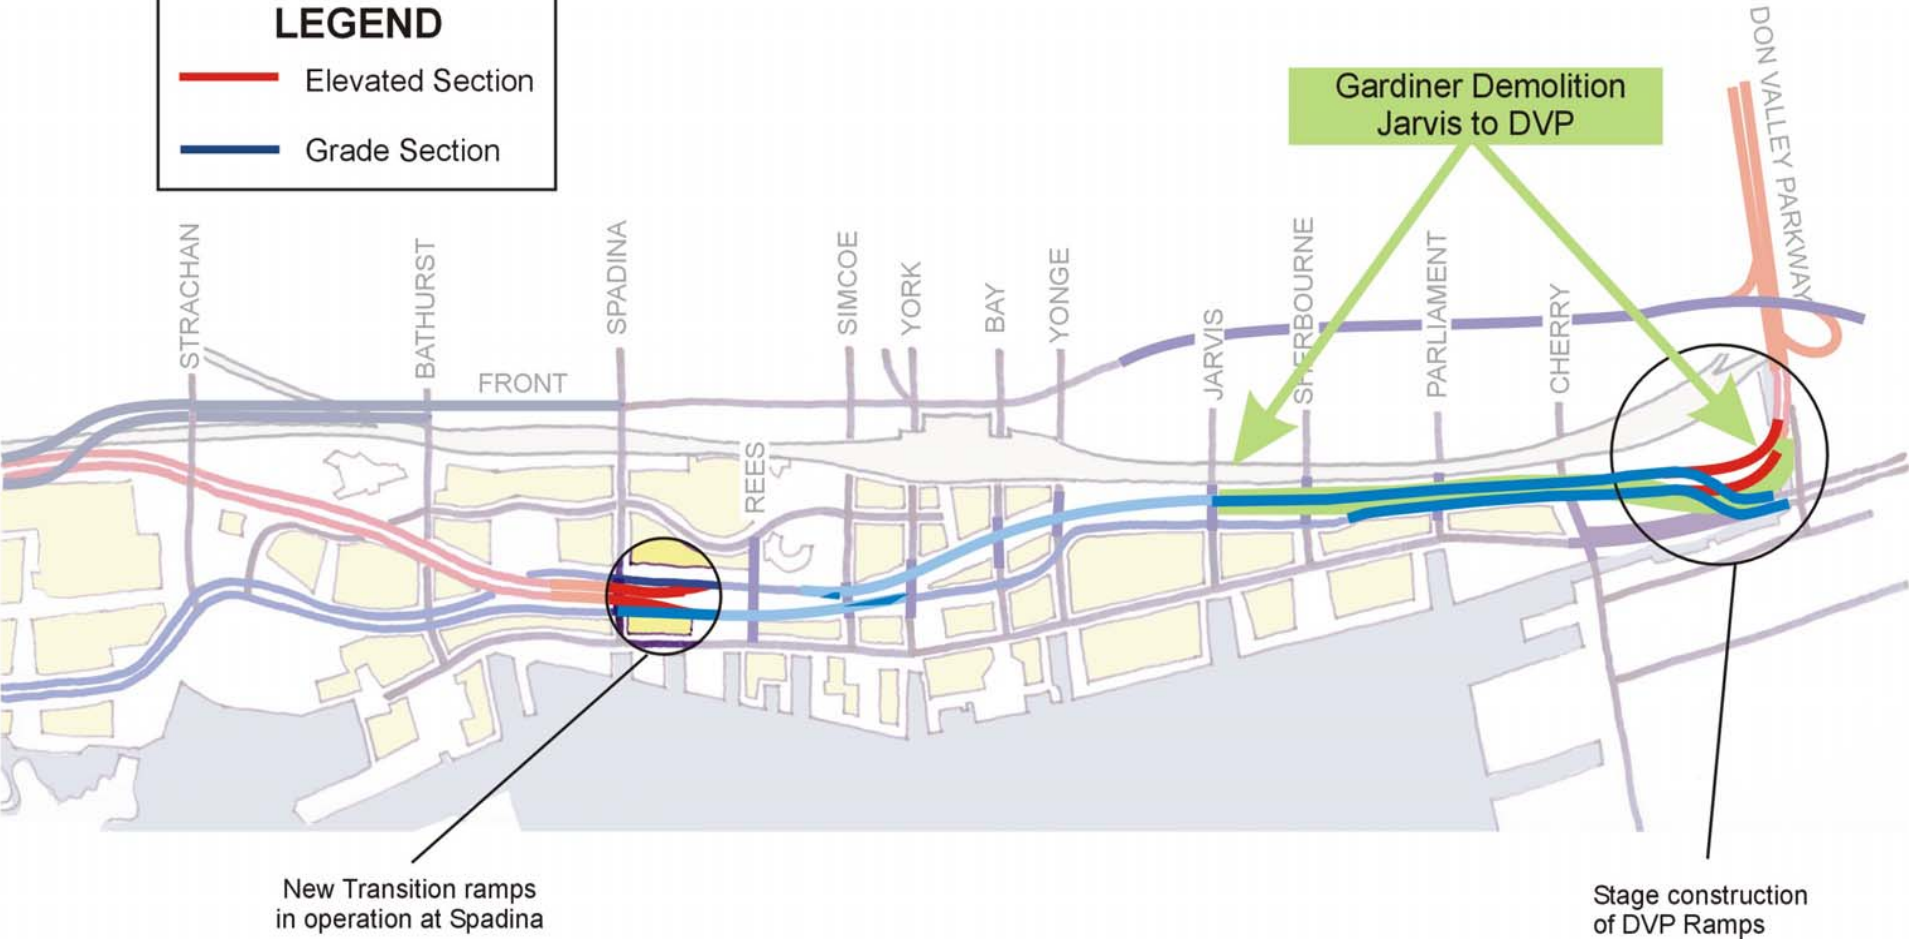 LEGEND
Elevated Section
Grade Section
Gardiner Demolition
Jarvis to DVP
DON VALLEY PARKWAY
STRACHAN
BATHURST
FRONT
SPADINA
REES
SIMCOE
YORK
BAY
YONGE
JARVIS
SHERBOURNE
PARLIAMENT
CHERRY
New Transition ramps
in operation at Spadina
Stage construction
of DVP Ramps